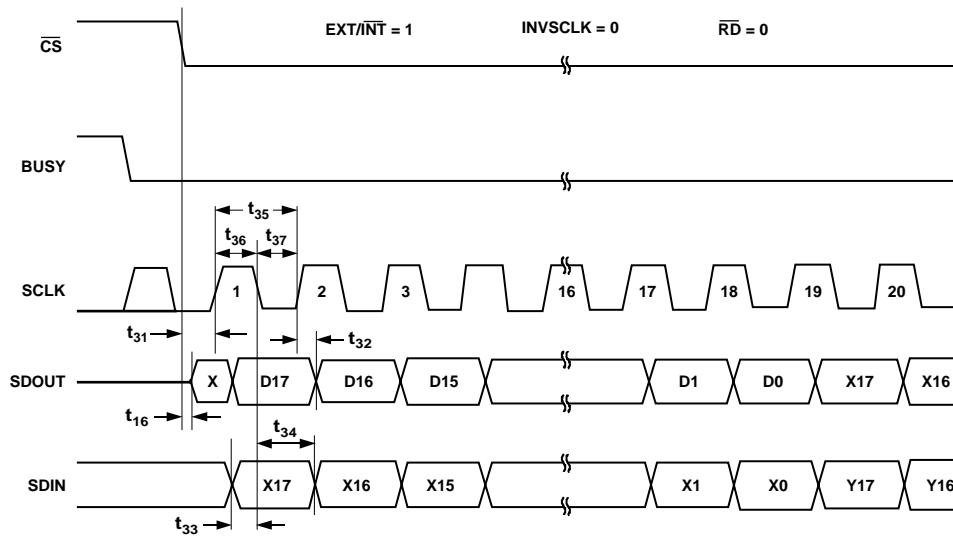 EXT/INT = 1 INVSCLK = 0 RD = 0
CS
BUSY
t35
t36 t37
SCLK 1 2 3 16 17 18 19 20
t31 t32
SDOUT X D17 D16 D15 D1 D0 X17 X16
t16
t34
SDIN X17 X16 X15 X1 X0 Y17 Y16
t33